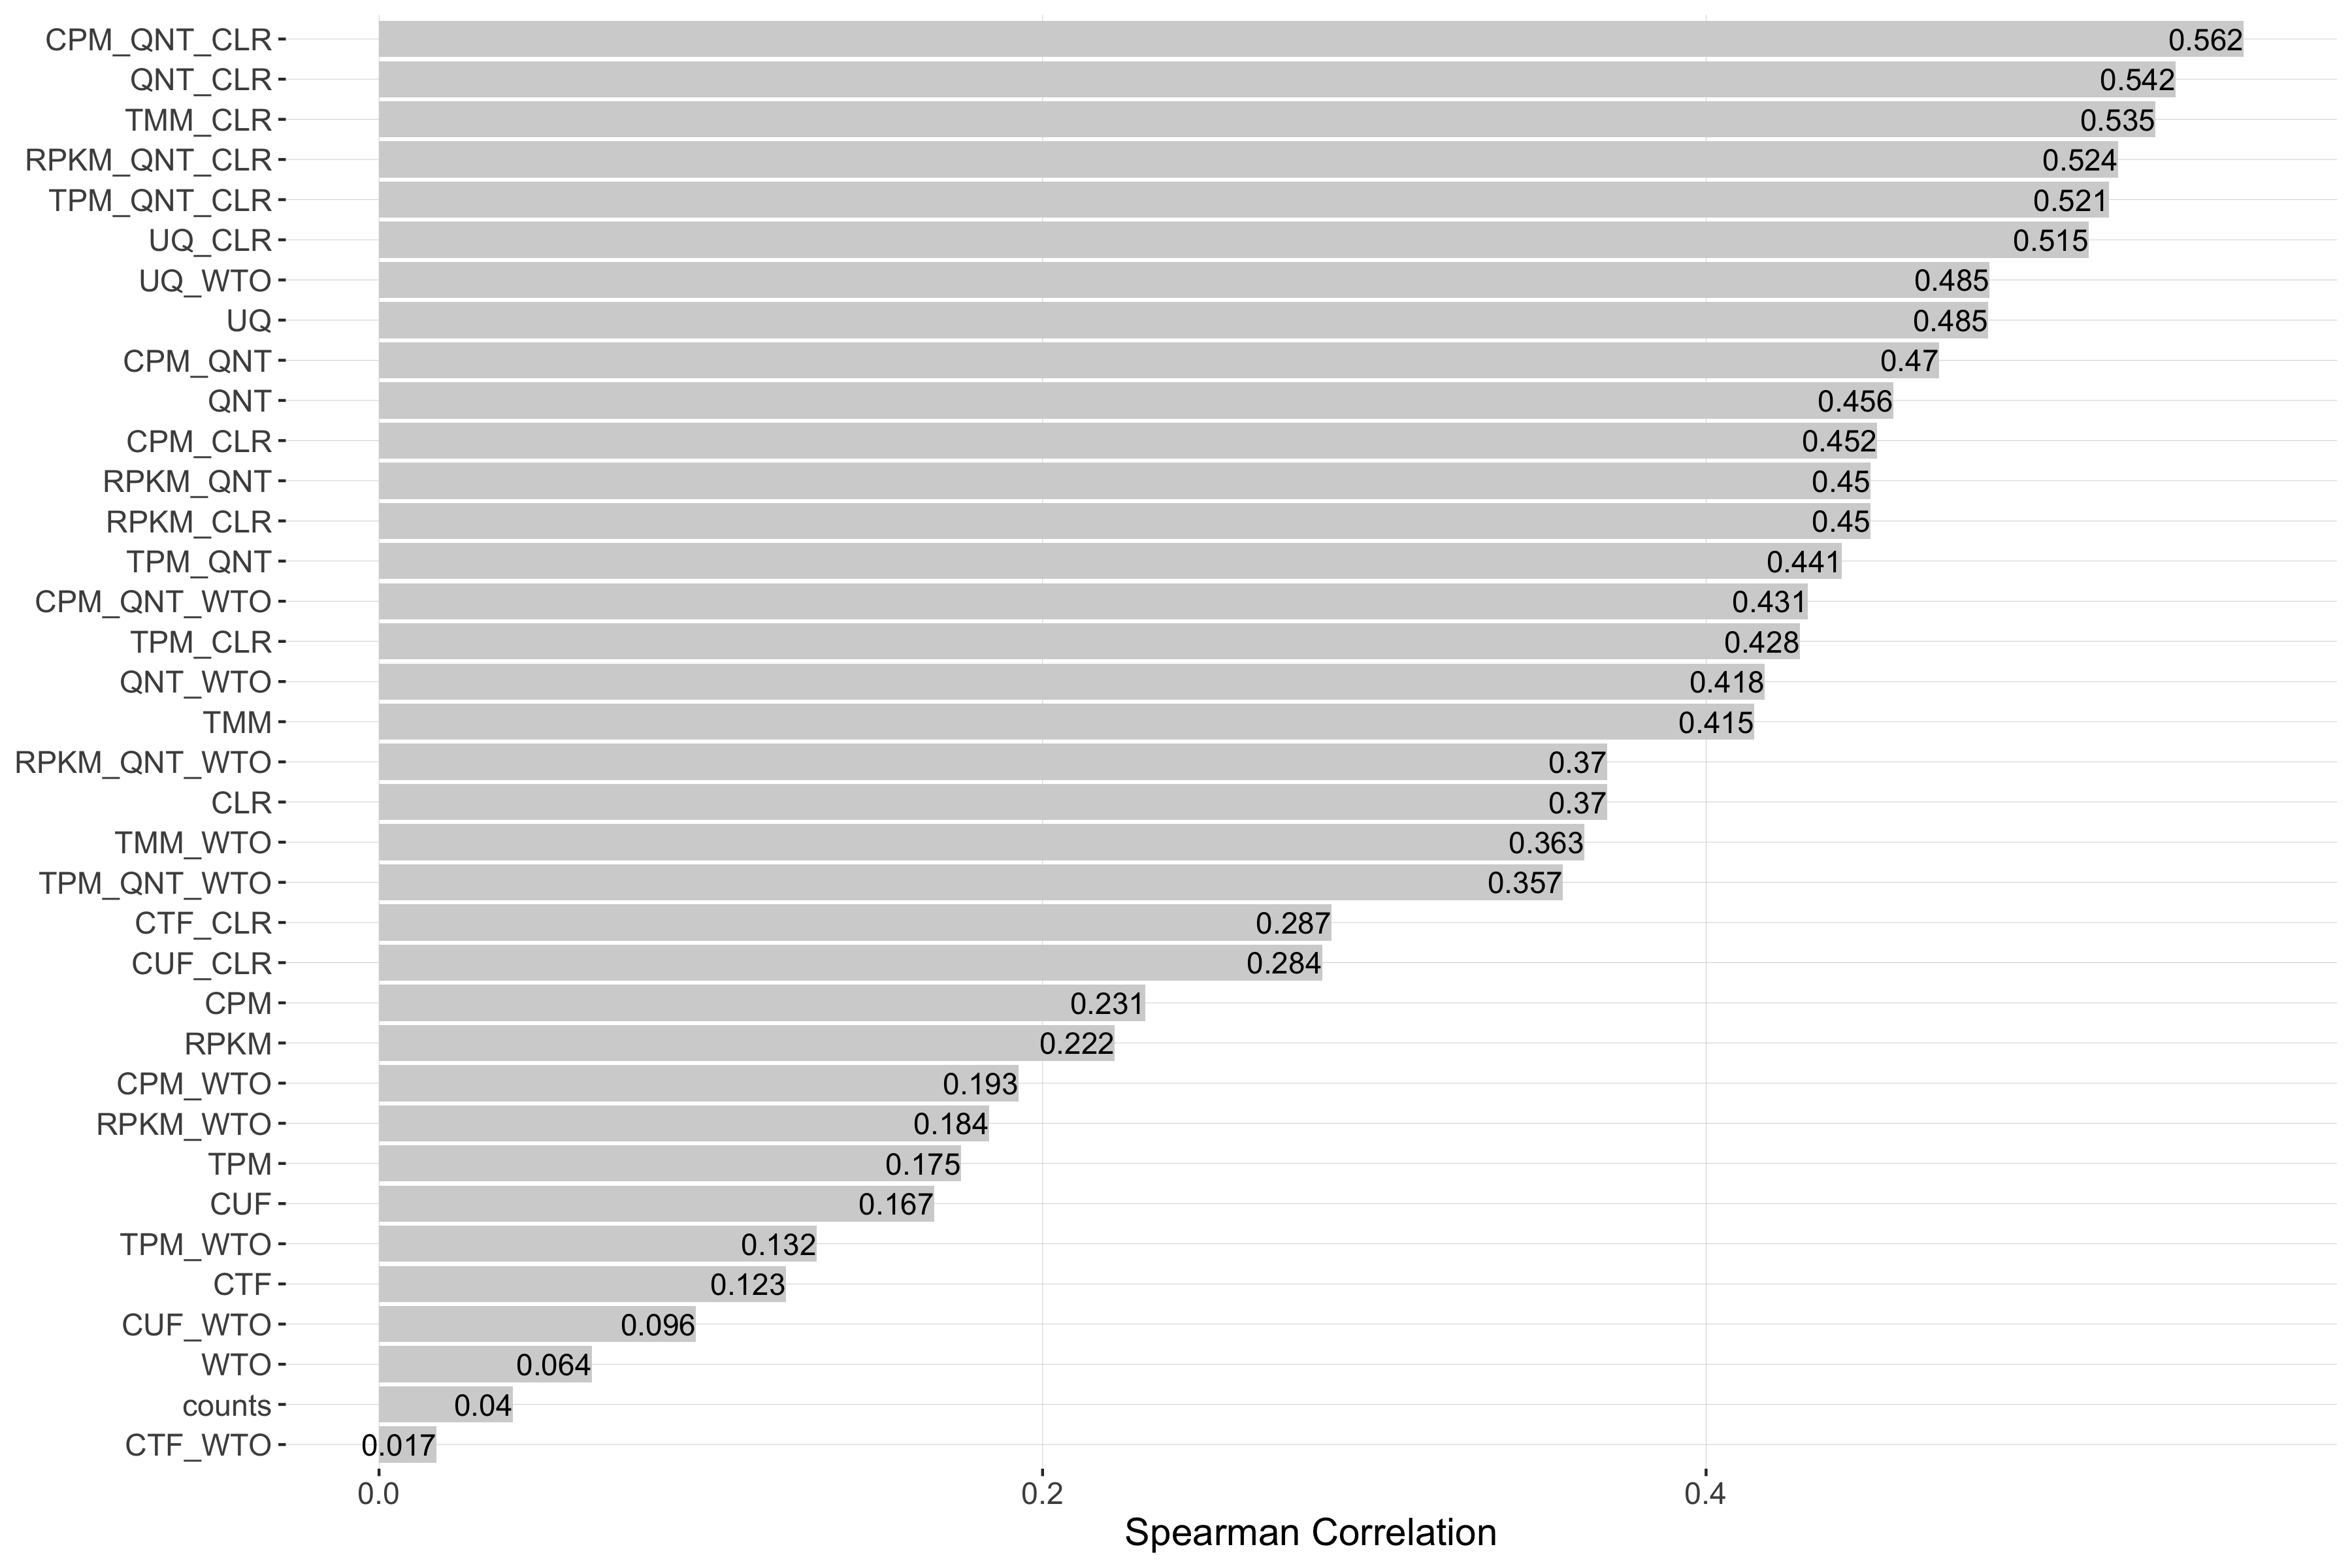 CPM_QNT_CLR 0.562
QNT_CLR 0.542
TMM_CLR 0.535
RPKM_QNT_CLR 0.524
TPM_QNT_CLR 0.521
UQ_CLR 0.515
UQ_WTO 0.485
UQ 0.485
CPM_QNT 0.47
QNT 0.456
CPM_CLR 0.452
RPKM_QNT 0.45
RPKM_CLR 0.45
TPM_QNT 0.441
CPM_QNT_WTO 0.431
TPM_CLR 0.428
QNT_WTO 0.418
TMM 0.415
RPKM_QNT_WTO 0.37
CLR 0.37
TMM_WTO 0.363
TPM_QNT_WTO 0.357
CTF_CLR 0.287
CUF_CLR 0.284
CPM 0.231
RPKM 0.222
CPM_WTO 0.193
RPKM_WTO 0.184
TPM 0.175
CUF 0.167
TPM_WTO 0.132
CTF 0.123
CUF_WTO 0.096
WTO 0.064
counts 0.04
CTF_WTO 0.017
0.0 0.2 0.4
Spearman Correlation